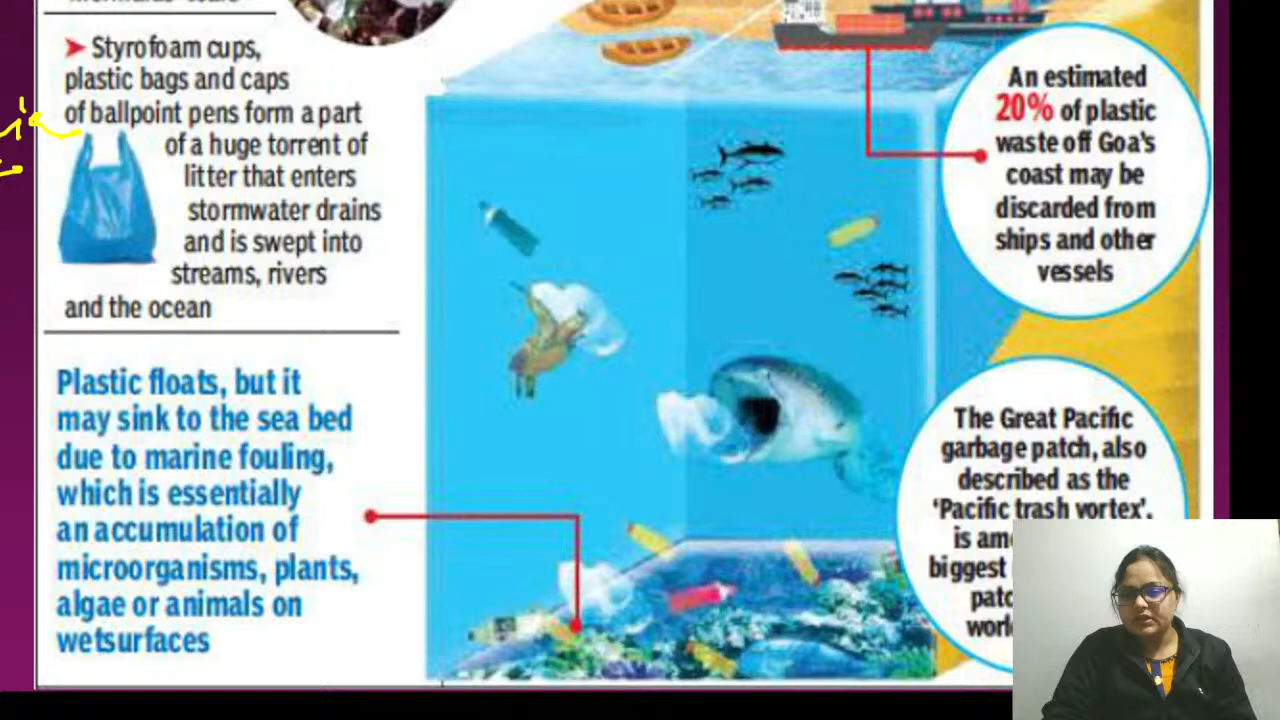 ➤ Styrofoam cups,
plastic bags and caps
of ballpoint pens form a part
of a huge torrent of
litter that enters
stormwater drains
and is swept into
streams, rivers
and the ocean
Plastic floats, but it
may sink to the sea bed
due to marine fouling,
which is essentially
an accumulation of
microorganisms, plants,
algae or animals on
wetsurfaces
An estimated
20% of plastic
waste off Goa's
coast may be
discarded from
ships and other
vessels
The Great Pacific
garbage patch, also
described as the
'Pacific trash vortex',
is
biggest